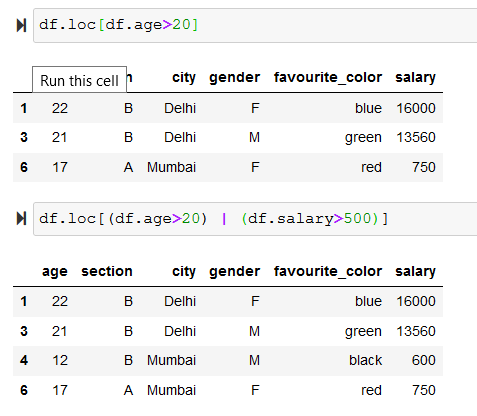 df.loc[df.age>20]
Run this cell n city gender favourite_color salary
1 22 B Delhi F blue 16000
3 21 B Delhi M green 13560
6 17 A Mumbai F red 750
df.loc[(df.age>20) | (df.salary>500)]
age section city gender favourite_color salary
1 22 B Delhi F blue 16000
3 21 B Delhi M green 13560
4 12 B Mumbai M black 600
6 17 A Mumbai F red 750